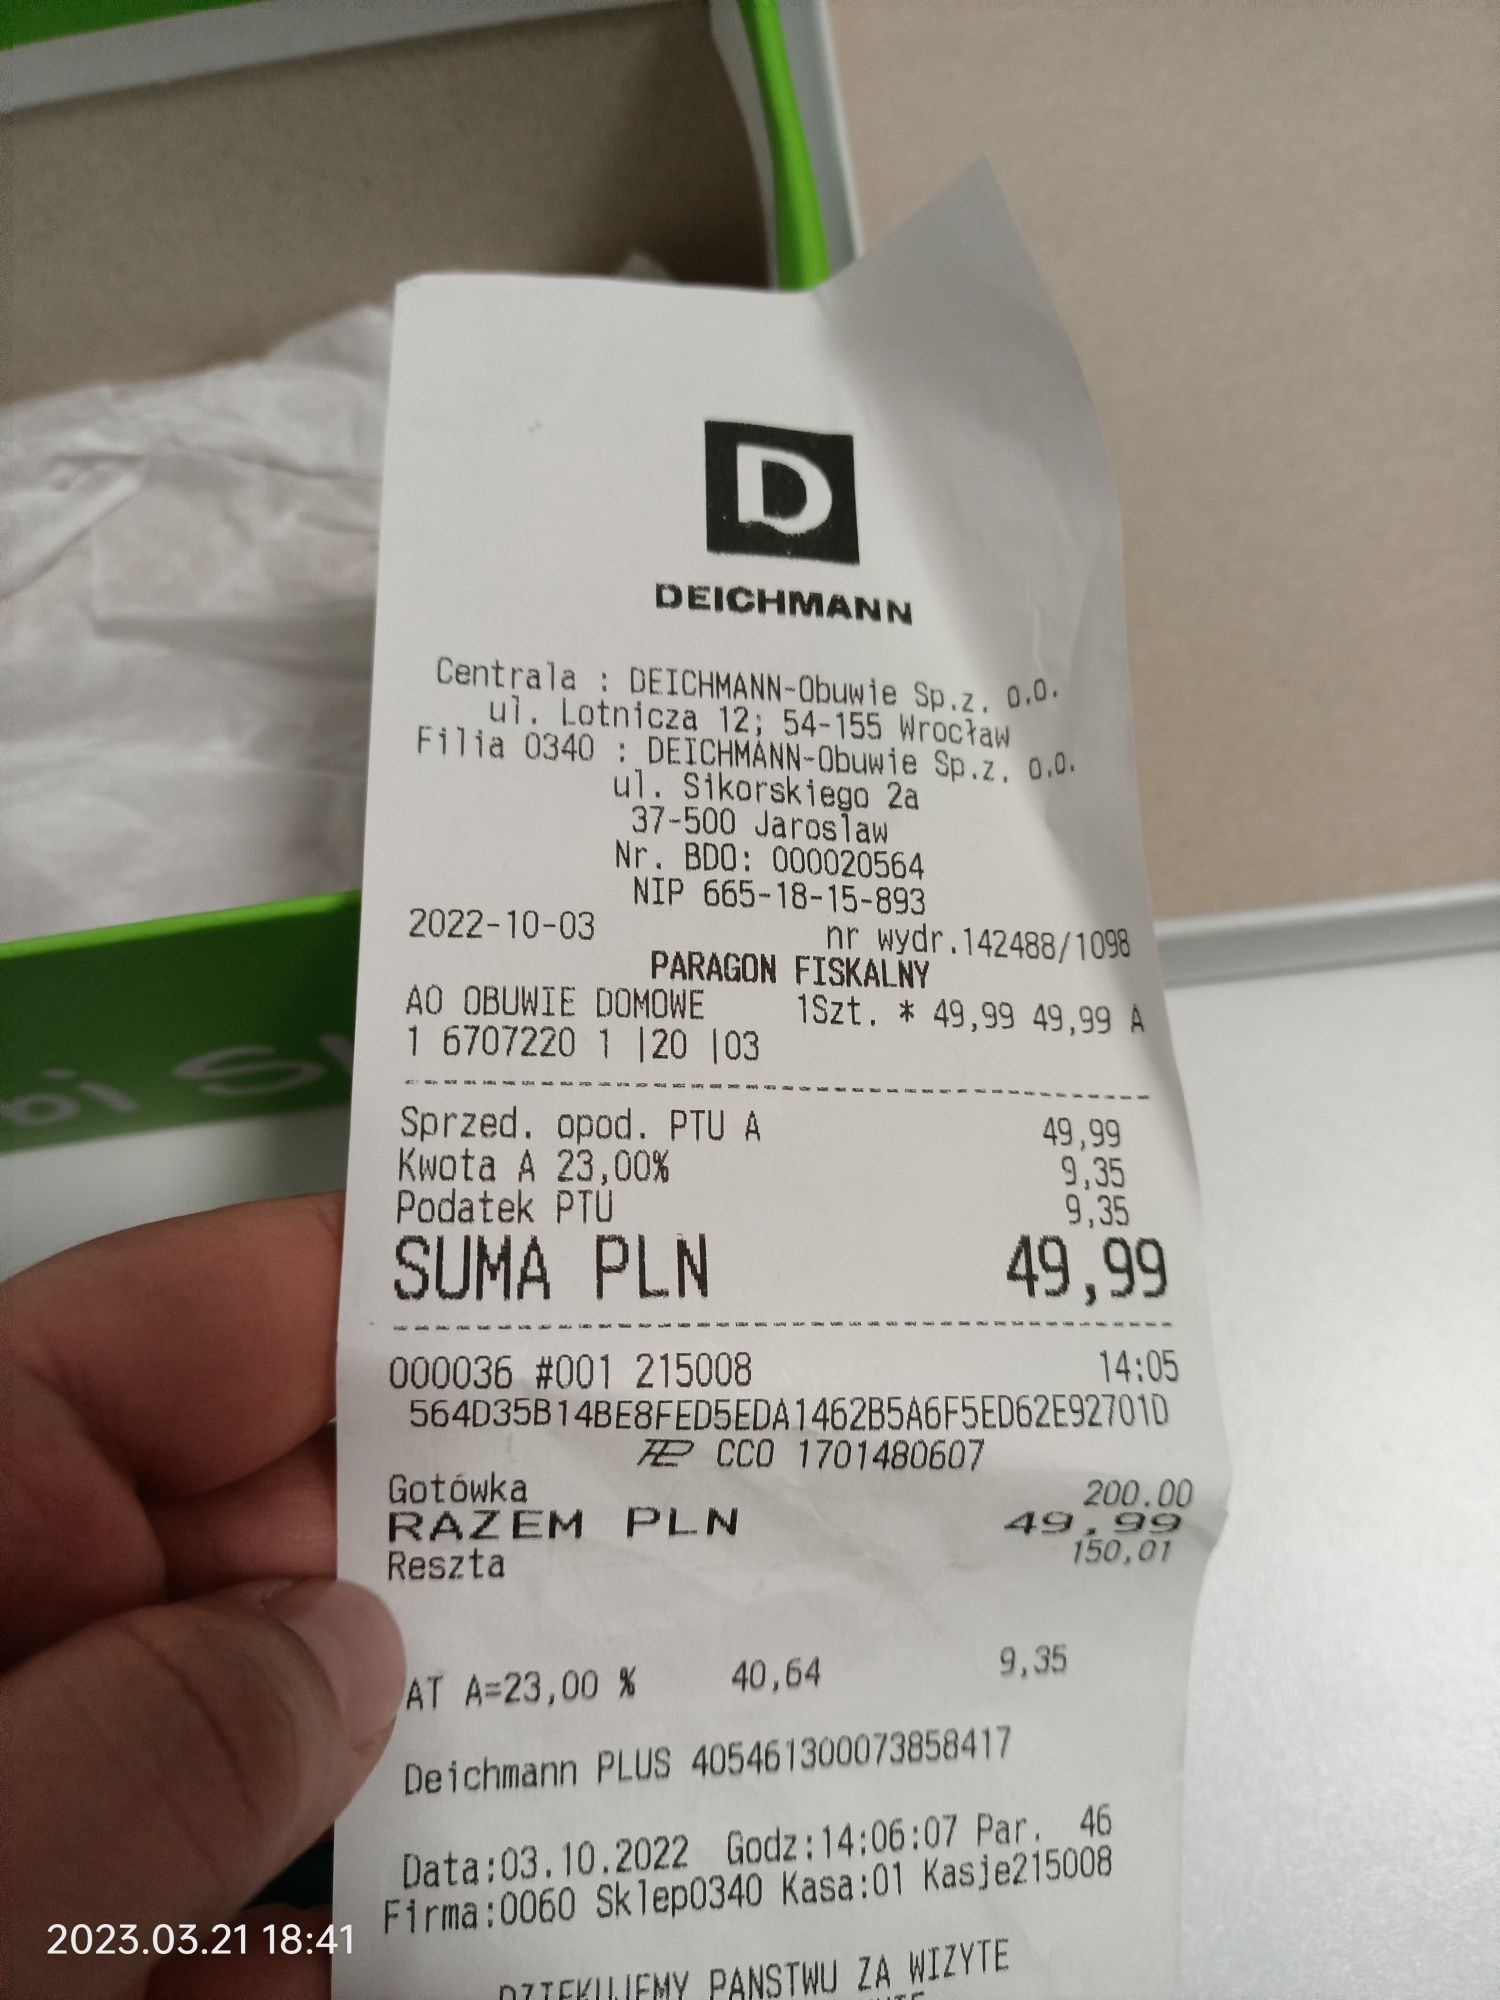 D
DEICHMANN
Centrala : DEICHMANN-Obuwie Sp.z. o.o.
ul. Lotnicza 12; 54-155 Wrocław
Filia 0340 : DEICHMANN-Obuwie Sp.z. o.o.
ul. Sikorskiego 2a
37-500 Jaroslaw
Nr. BDO: 000020564
NIP 665-18-15-893
2022-10-03 nr wydr.142488/1098
PARAGON FISKALNY
AO OBUWIE DOMOWE 1Szt. * 49,99 49,99 A
1 6707220 1 |20 |03
Sprzed. opod. PTU A 49,99
Kwota A 23,00% 9,35
Podatek PTU 9,35
SUMA PLN 49,99
000036 #001 215008 14:05
564D35B14BE8FED5EDA1462B5A6F5ED62E92701D
CCO 1701480607
Gotówka 200.00
RAZEM PLN 49.99
Reszta 150,01
AT A=23,00 % 40,64 9,35
Deichmann PLUS 405461300073858417
Data:03.10.2022 Godz:14:06:07 Par. 46
Firma:0060 Sklep0340 Kasa:01 Kasje215008
DZIEKUJEMY PANSTWU ZA WIZYTE
2023.03.21 18:41